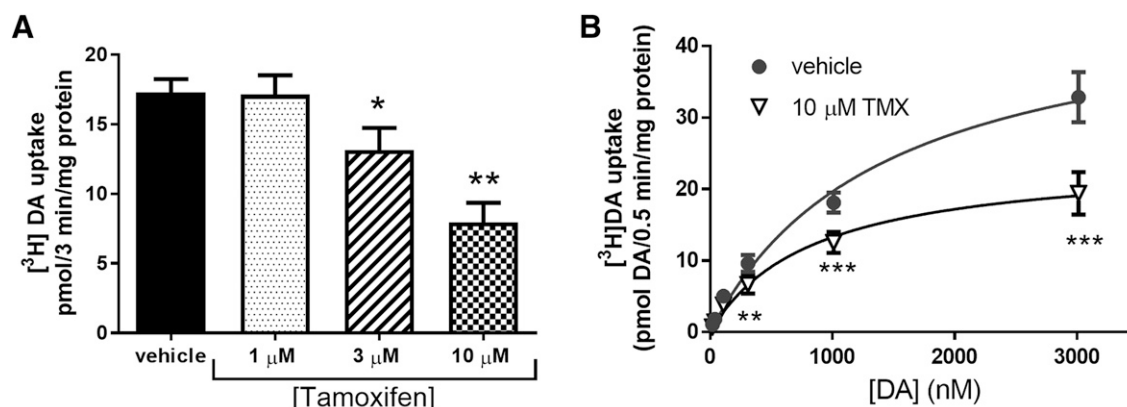 A
[³H] DA uptake
pmol/3 min/mg protein
20
15
10
5
0
*
**
vehicle
1 μM
3 μM
10 μM
[Tamoxifen]
B
[³H]DA uptake
(pmol DA/0.5 min/mg protein)
40
30
20
10
0
vehicle
10 μM TMX
**
***
***
0
1000
2000
3000
[DA] (nM)